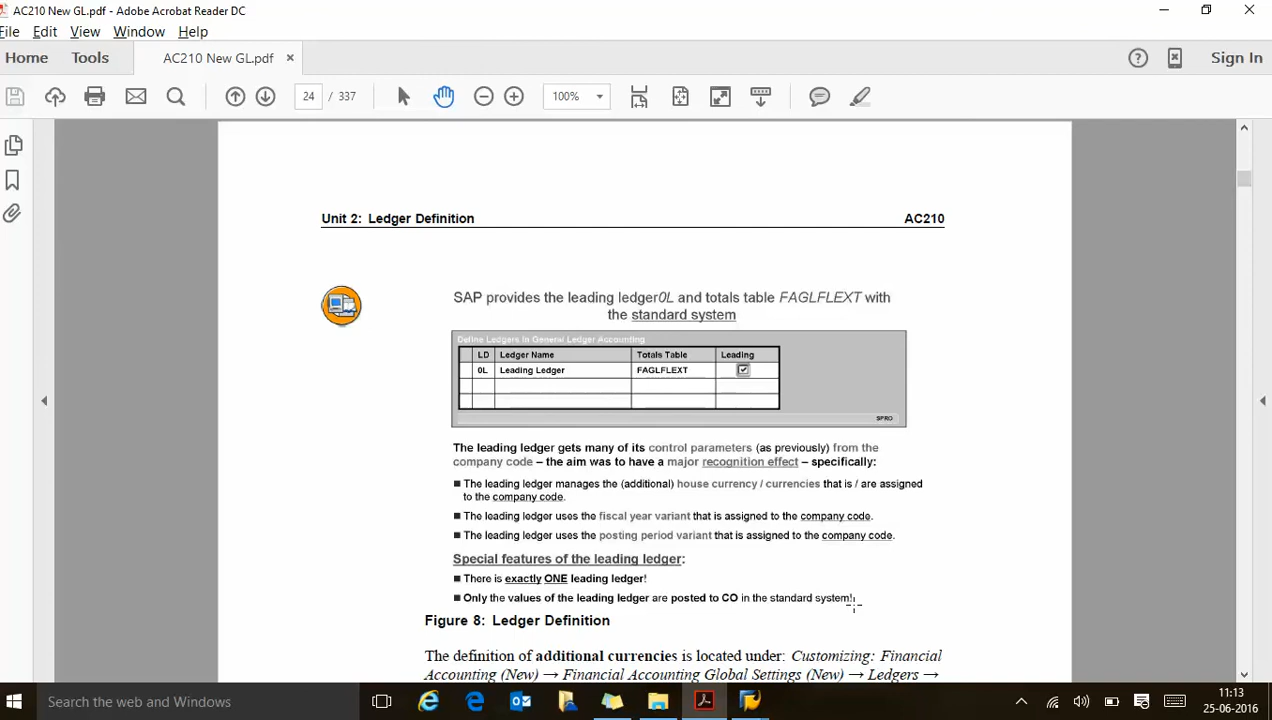 AC210 New GL.pdf - Adobe Acrobat Reader DC
File Edit View Window Help
Home Tools AC210 New GL.pdf × Sign In
24 / 337 100%
Unit 2: Ledger Definition AC210
SAP provides the leading ledger0L and totals table FAGLFLEXT with
the standard system
Define Ledgers in General Ledger Accounting
LD Ledger Name Totals Table Leading
0L Leading Ledger FAGLFLEXT
SPRO
The leading ledger gets many of its control parameters (as previously) from the
company code – the aim was to have a major recognition effect – specifically:
■ The leading ledger manages the (additional) house currency / currencies that is / are assigned
to the company code.
■ The leading ledger uses the fiscal year variant that is assigned to the company code.
■ The leading ledger uses the posting period variant that is assigned to the company code.
Special features of the leading ledger:
■ There is exactly ONE leading ledger!
■ Only the values of the leading ledger are posted to CO in the standard system!
Figure 8: Ledger Definition
The definition of additional currencies is located under: Customizing: Financial
Accounting (New) → Financial Accounting Global Settings (New) → Ledgers →
Search the web and Windows
11:13
25-06-2016